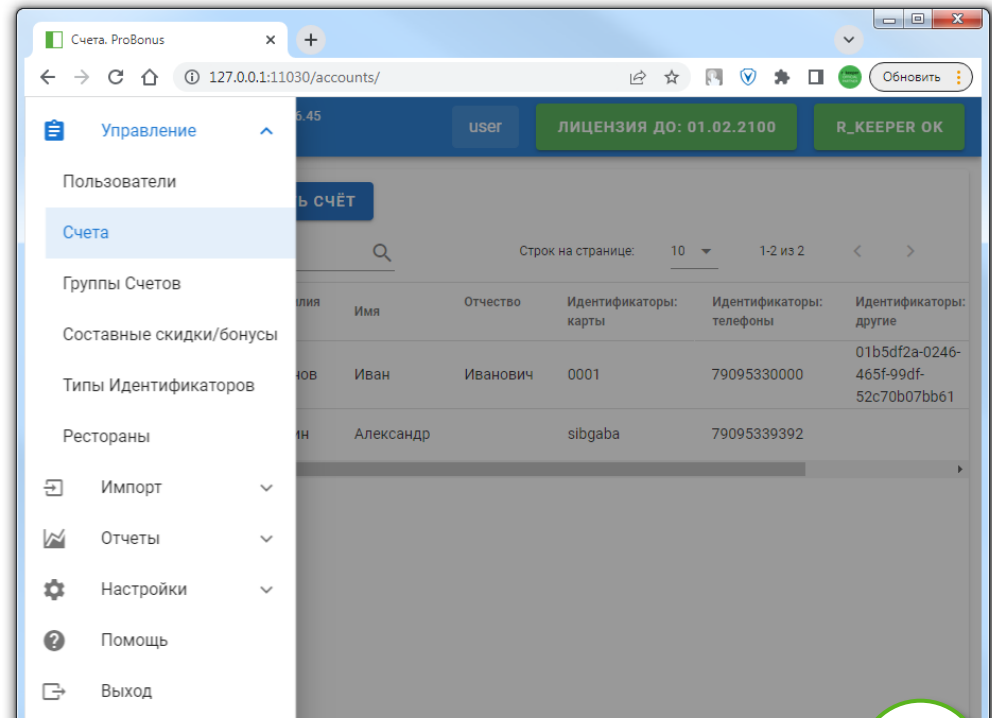 Счета. ProBonus
127.0.0.1:11030/accounts/
Обновить
Управление
6.45
user
ЛИЦЕНЗИЯ ДО: 01.02.2100
R_KEEPER OK
Пользователи
Ь СЧЁТ
Счета
Строк на странице: 10 1-2 из 2
Группы Счетов
Имя Отчество Идентификаторы: карты Идентификаторы: телефоны Идентификаторы: другие
Составные скидки/бонусы
Иван Иванович 0001 79095330000 01b5df2a-0246-465f-99df-52c70b07bb61
Типы Идентификаторов
Рестораны
ин Александр sibgaba 79095339392
Импорт
Отчеты
Настройки
Помощь
Выход